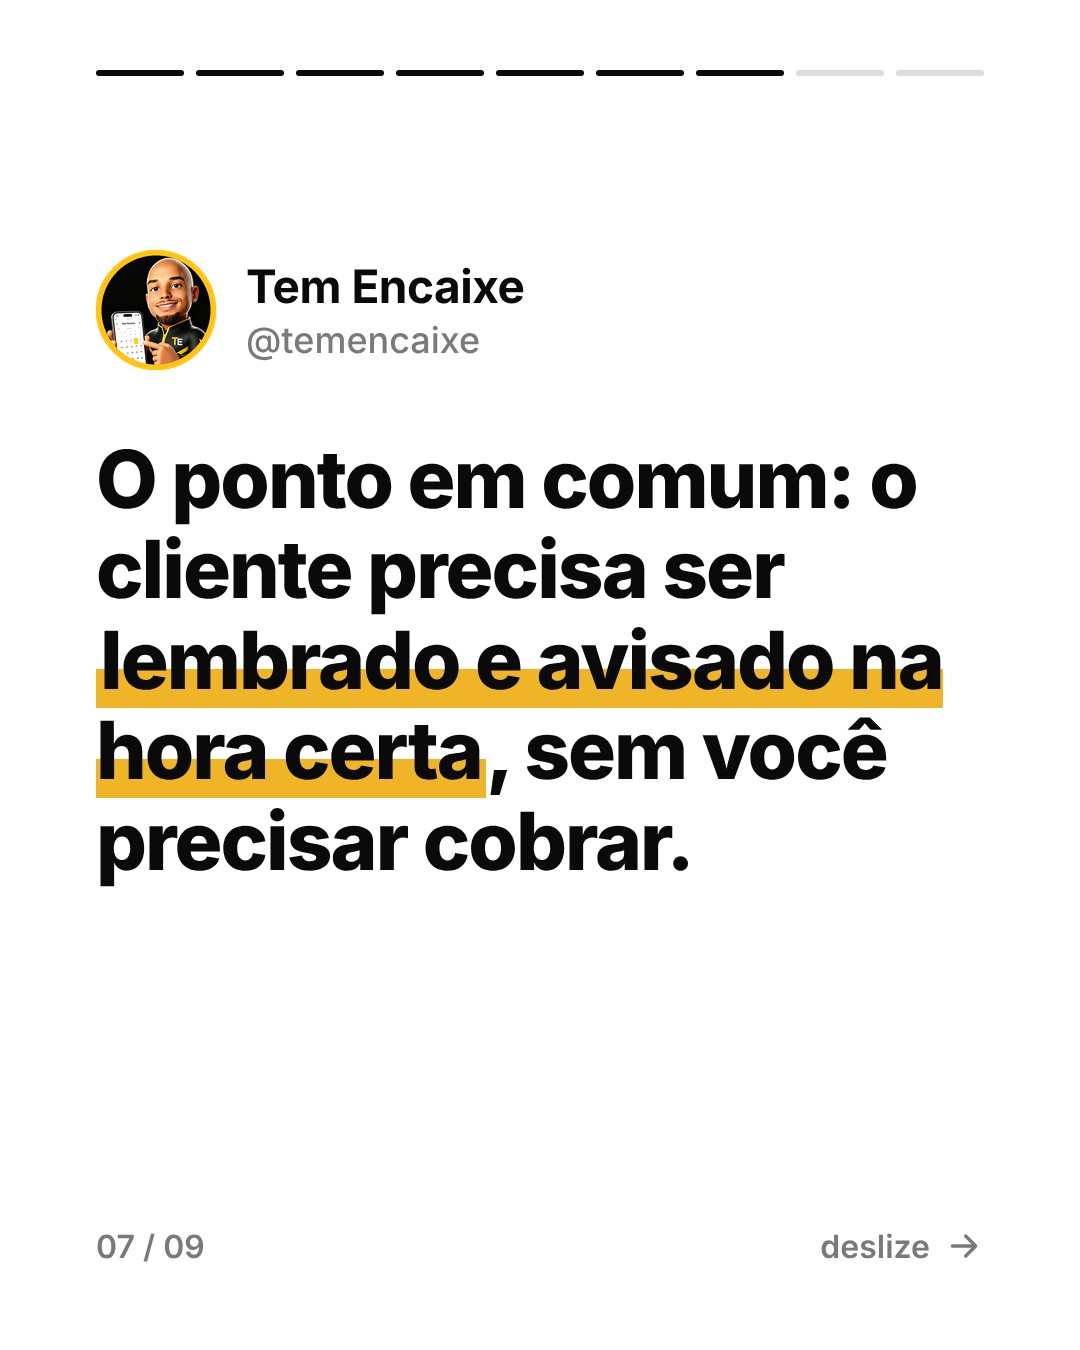 Tem Encaixe
@temencaixe
TE
O ponto em comum: o
cliente precisa ser
lembrado e avisado na
hora certa, sem você
precisar cobrar.
07 / 09
deslize →